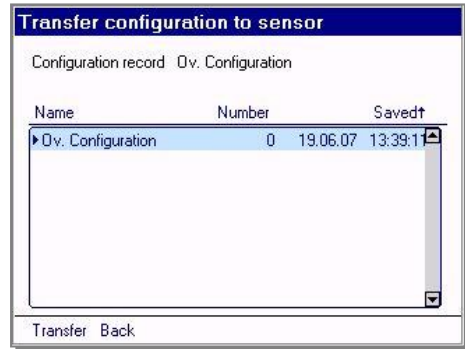 Transfer configuration to sensor
Configuration record Ov. Configuration
Name Number Saved↑
Ov. Configuration 0 19.06.07 13:39:11
Transfer Back